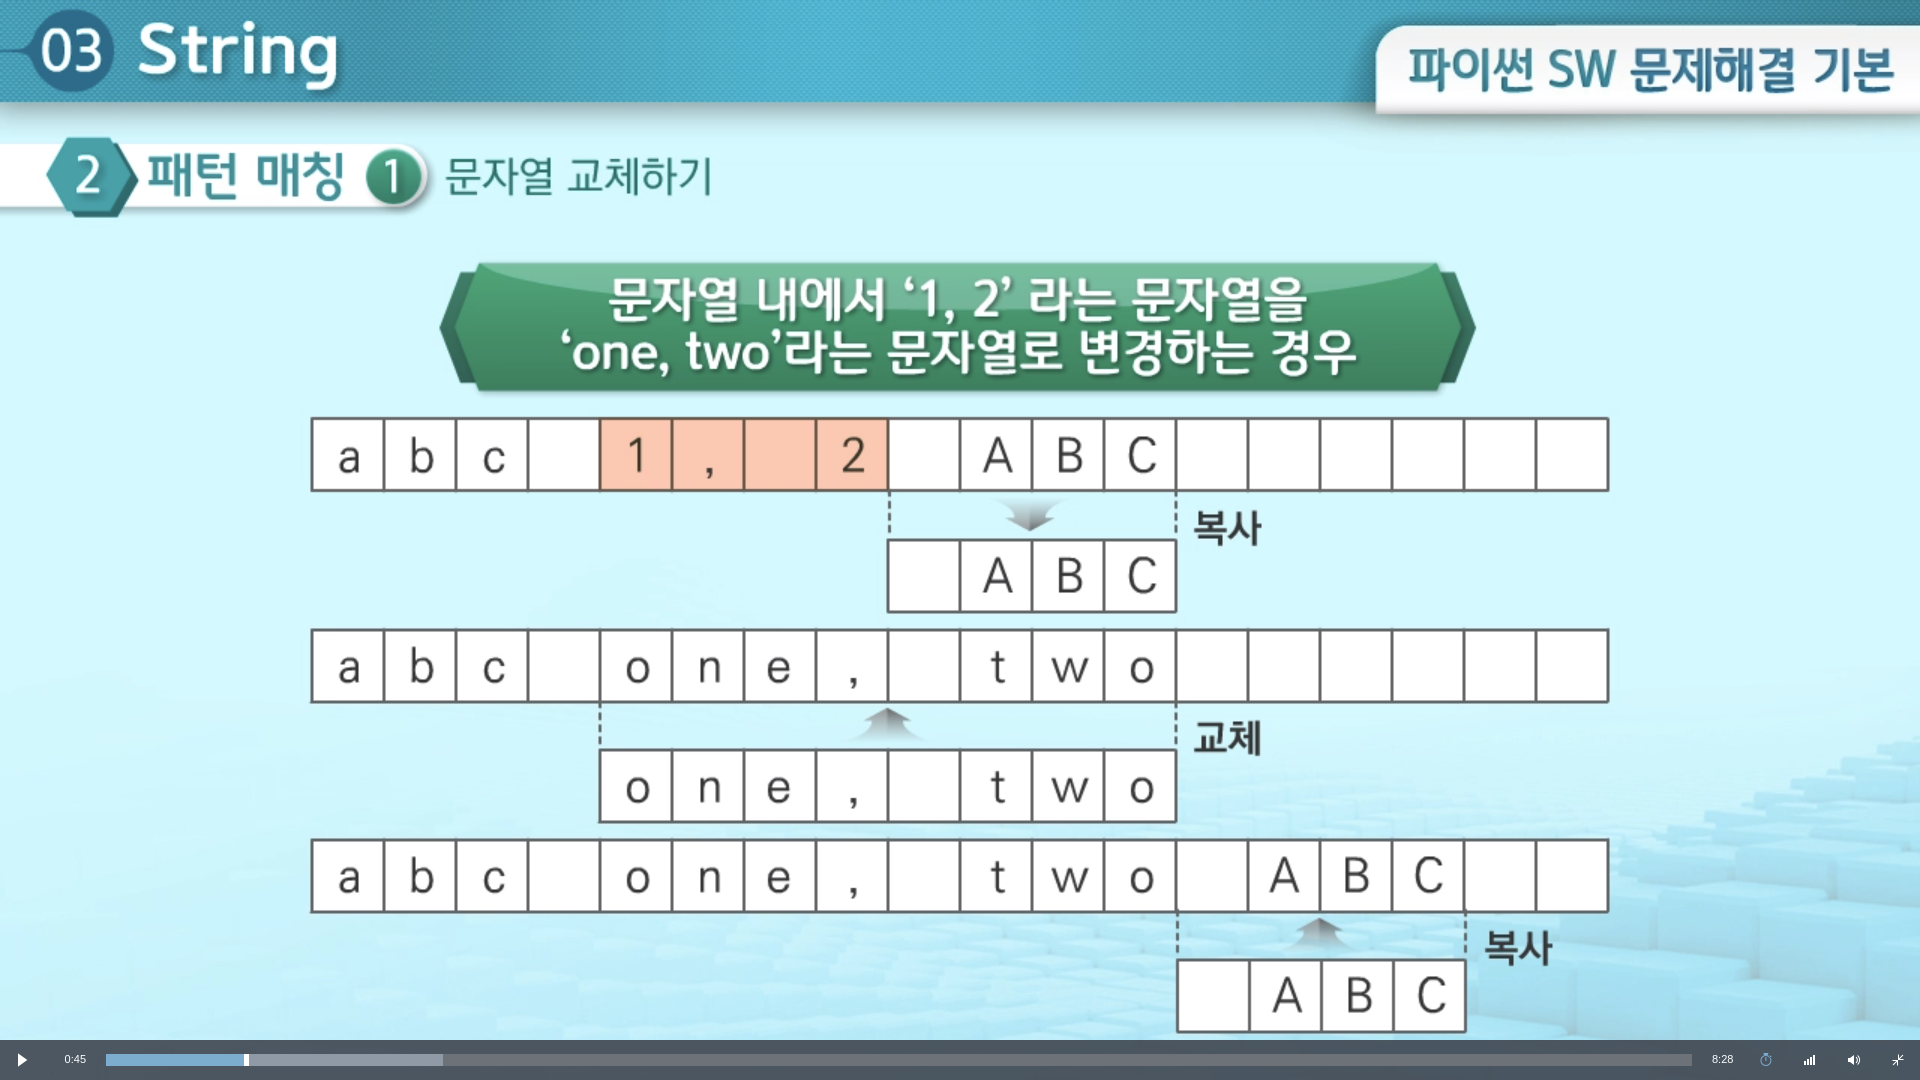 03 String
파이썬 SW 문제해결 기본
2 패턴 매칭 1 문자열 교체하기
문자열 내에서 ‘1, 2’ 라는 문자열을
‘one, two’라는 문자열로 변경하는 경우
a b c 1 , 2 A B C
복사
A B C
a b c o n e , t w o
교체
o n e , t w o
a b c o n e , t w o A B C
복사
A B C
0:45 8:28